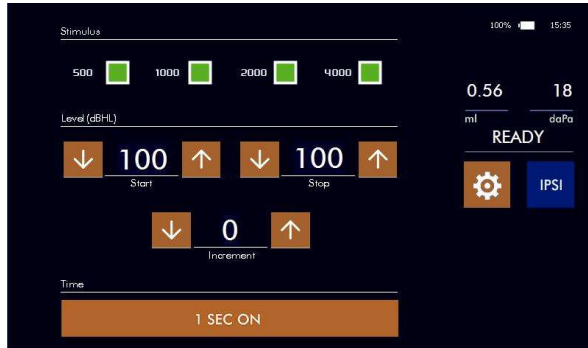 100% 15:35
Stimulus
500 1000 2000 4000
0.56 18
ml daPa
Level (dBHL)
READY
100 100
Start Stop
IPSI
0
Increment
Time
1 SEC ON